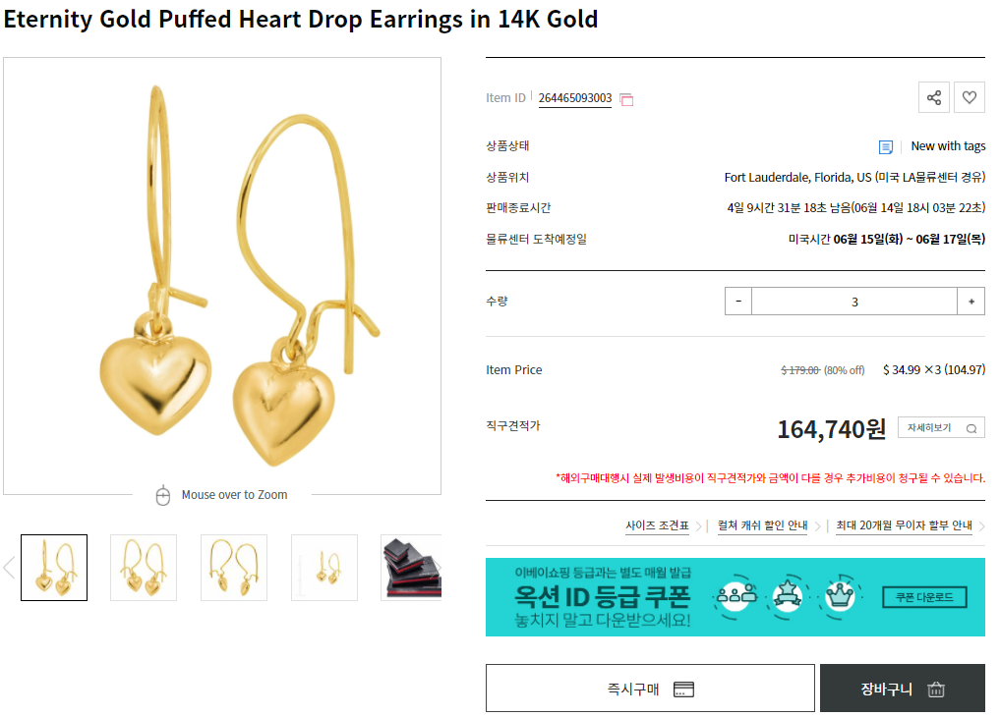 Eternity Gold Puffed Heart Drop Earrings in 14K Gold
Item ID 264465093003
상품상태 New with tags
상품위치 Fort Lauderdale, Florida, US (미국 LA물류센터 경유)
판매종료시간 4일 9시간 31분 18초 남음(06월 14일 18시 03분 22초)
물류센터 도착예정일 미국시간 06월 15일(화) ~ 06월 17일(목)
수량 - 3 +
Item Price $ 179.00 (80% off) $ 34.99 ×3 (104.97)
직구견적가 164,740원 자세히보기
*해외구매대행시 실제 발생비용이 직구견적가와 금액이 다를 경우 추가비용이 청구될 수 있습니다.
Mouse over to Zoom
사이즈 조견표 컬쳐 캐쉬 할인 안내 최대 20개월 무이자 할부 안내
이베이쇼핑 등급과는 별도 매월 발급
옥션 ID 등급 쿠폰
놓치지 말고 다운받으세요!
쿠폰 다운로드
즉시구매
장바구니